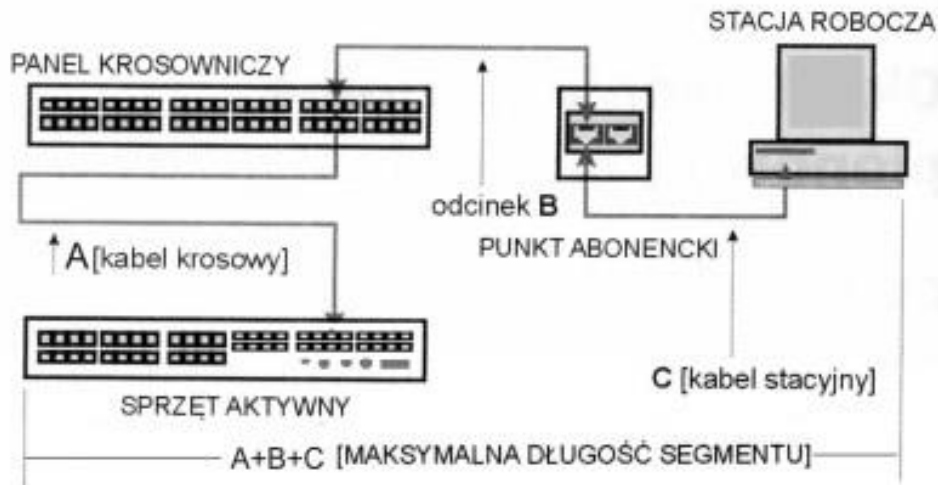 STACJA ROBOCZA
PANEL KROSOWNICZY
odcinek B
PUNKT ABONENCKI
A [kabel krosowy]
C [kabel stacyjny]
SPRZĘT AKTYWNY
A+B+C [MAKSYMALNA DŁUGOŚĆ SEGMENTU]